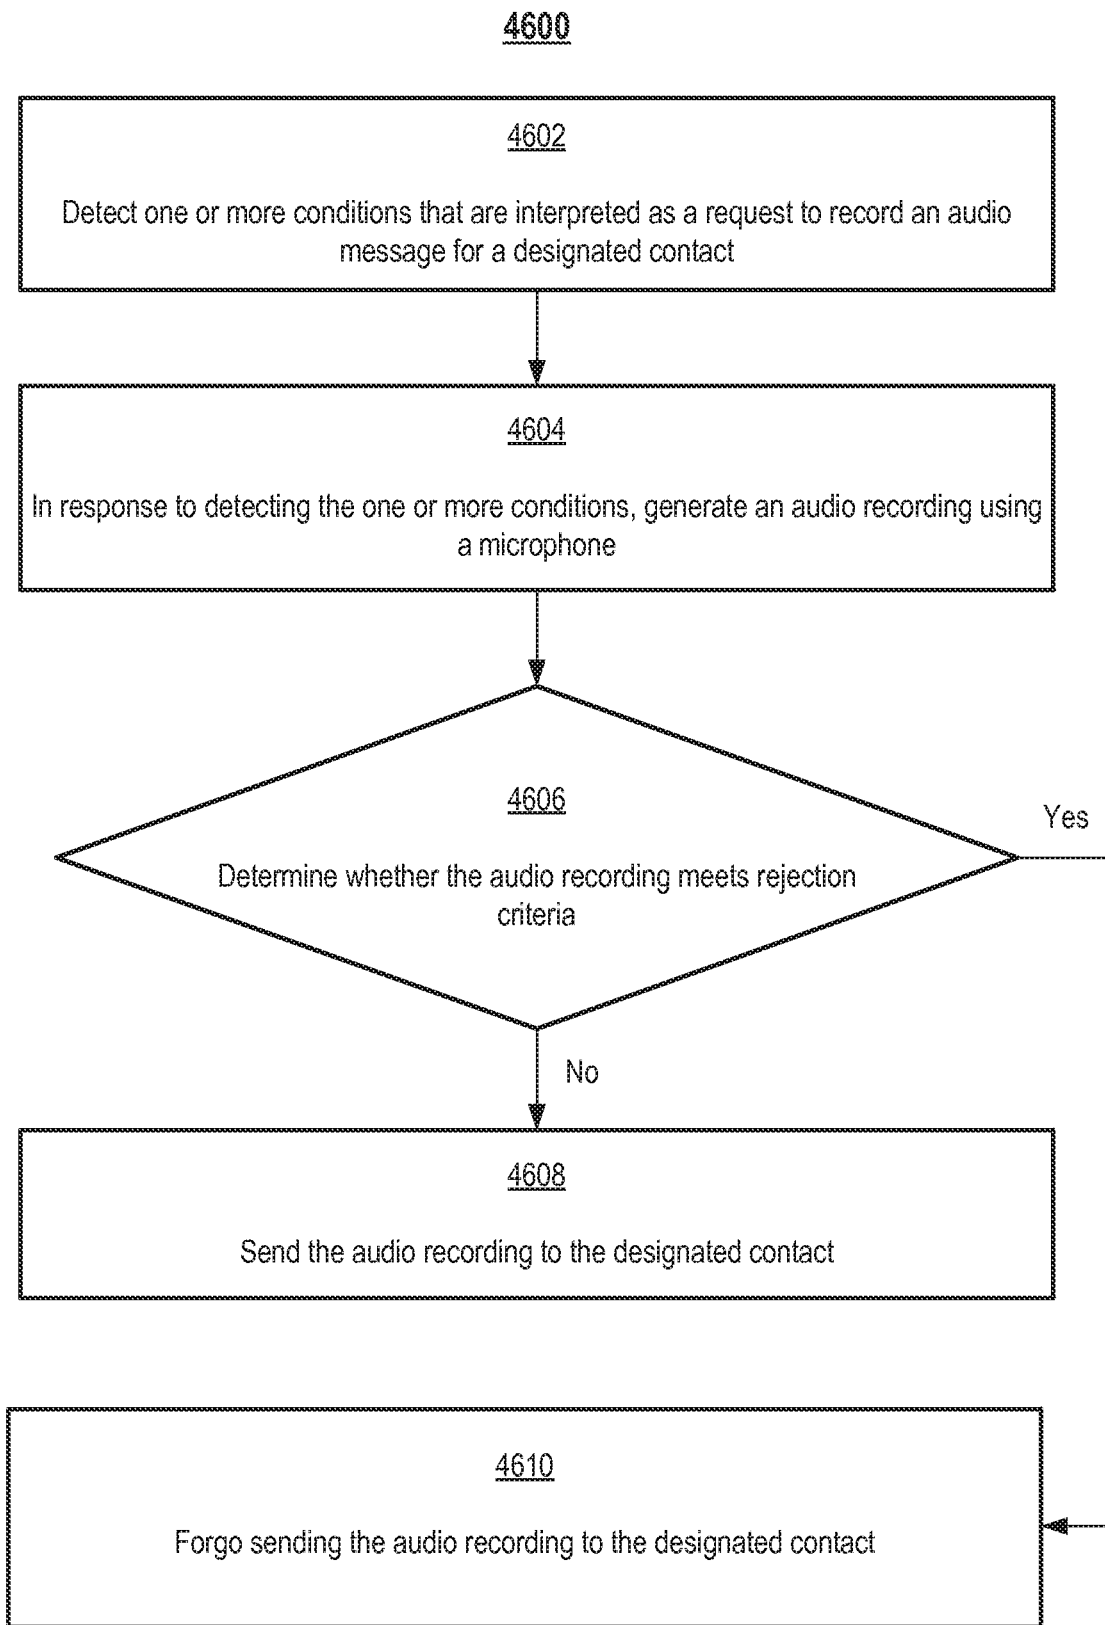 4600
4602
Detect one or more conditions that are interpreted as a request to record an audio
message for a designated contact
4604
In response to detecting the one or more conditions, generate an audio recording using
a microphone
4606
Yes
Determine whether the audio recording meets rejection
criteria
No
4608
Send the audio recording to the designated contact
4610
Forgo sending the audio recording to the designated contact